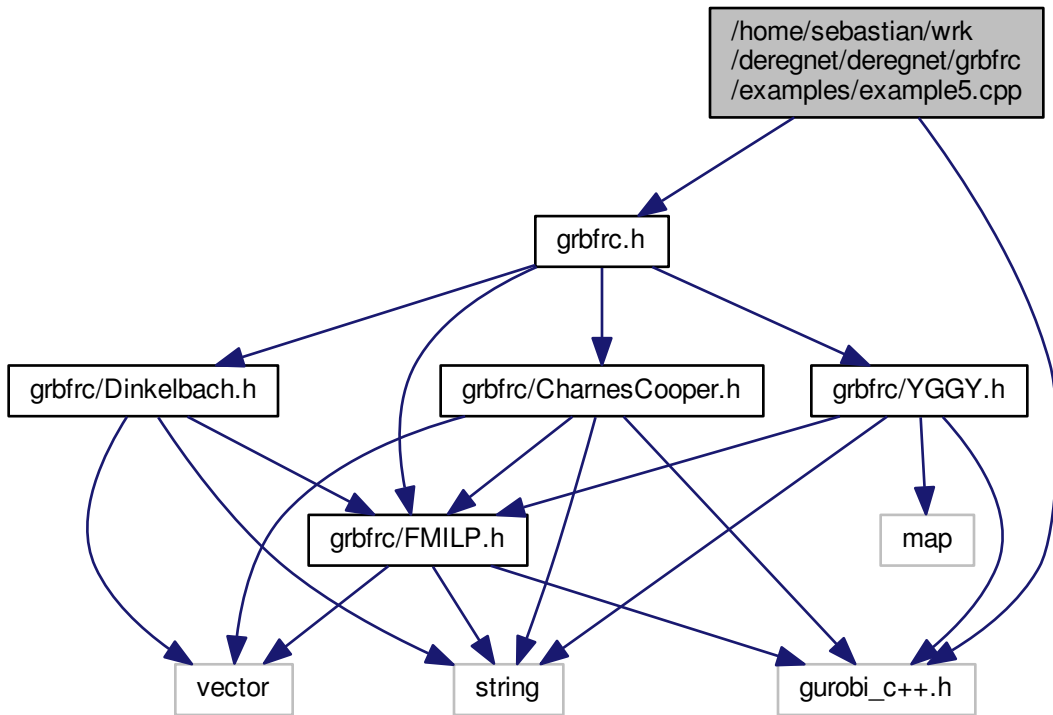 /home/sebastian/wrk
/deregnet/deregnet/grbfrc
/examples/example5.cpp
grbfrc.h
grbfrc/Dinkelbach.h
grbfrc/CharnesCooper.h
grbfrc/YGGY.h
grbfrc/FMILP.h
map
vector
string
gurobi_c++.h